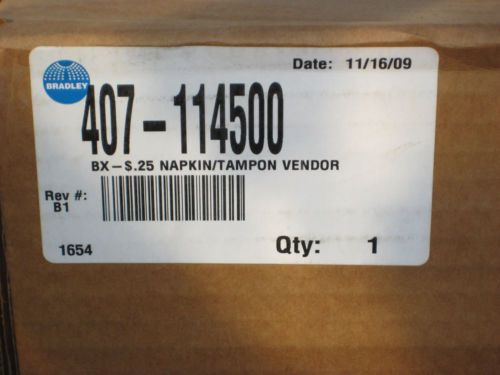 Date: 11/16/09
BRADLEY
407-114500
BX-$.25 NAPKIN/TAMPON VENDOR
Rev #:
B1
1654
Qty: 1